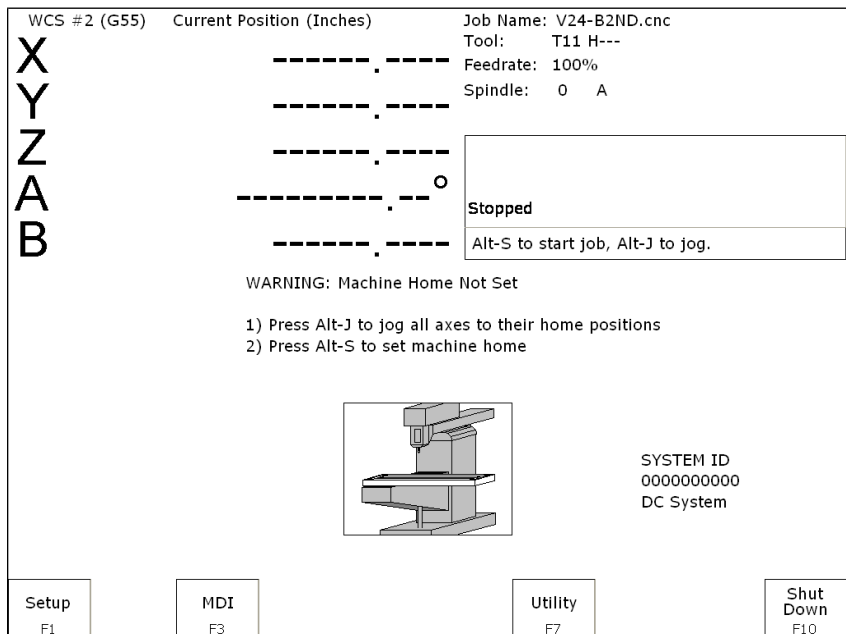 WCS #2 (G55) Current Position (Inches) Job Name: V24-B2ND.cnc
Tool: T11 H---
Feedrate: 100%
Spindle: 0 A
X ------.----
Y ------.----
Z ------.----
A ---------.--°
B ------.----
Stopped
Alt-S to start job, Alt-J to jog.
WARNING: Machine Home Not Set
1) Press Alt-J to jog all axes to their home positions
2) Press Alt-S to set machine home
SYSTEM ID
0000000000
DC System
Setup
F1
MDI
F3
Utility
F7
Shut
Down
F10